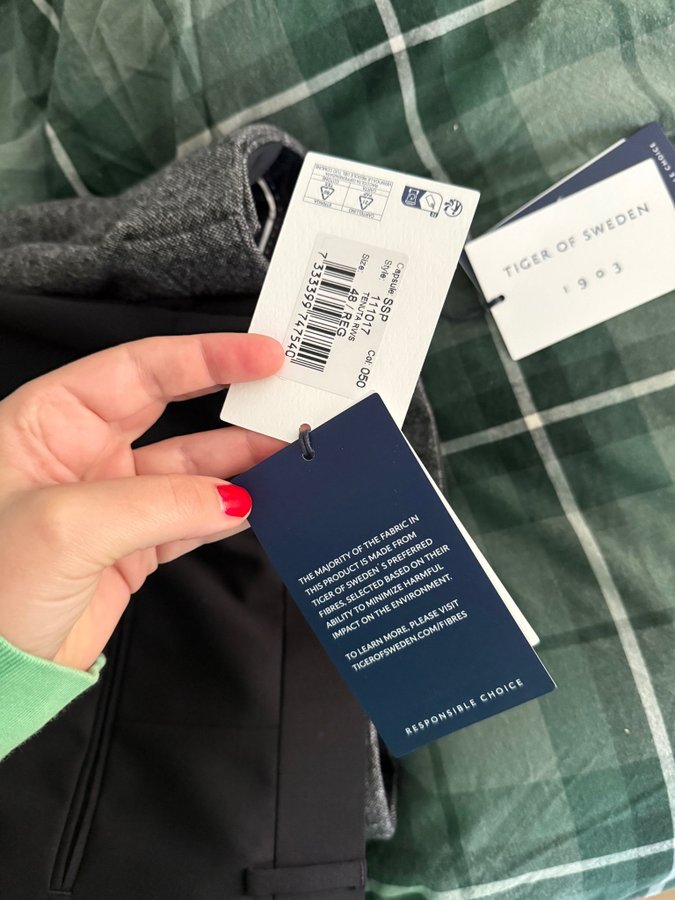 Capsule SSP
Style: 111017 Col: 050
TENUTA RWS
Size: 48 / REG
7 333399 747540
THE MAJORITY OF THE FABRIC IN
THIS PRODUCT IS MADE FROM
TIGER OF SWEDEN´S PREFERRED
FIBRES, SELECTED BASED ON THEIR
ABILITY TO MINIMIZE HARMFUL
IMPACT ON THE ENVIRONMENT.
TO LEARN MORE, PLEASE VISIT
TIGEROFSWEDEN.COM/FIBRES
RESPONSIBLE CHOICE
TIGER OF SWEDEN
1903
CHOICE